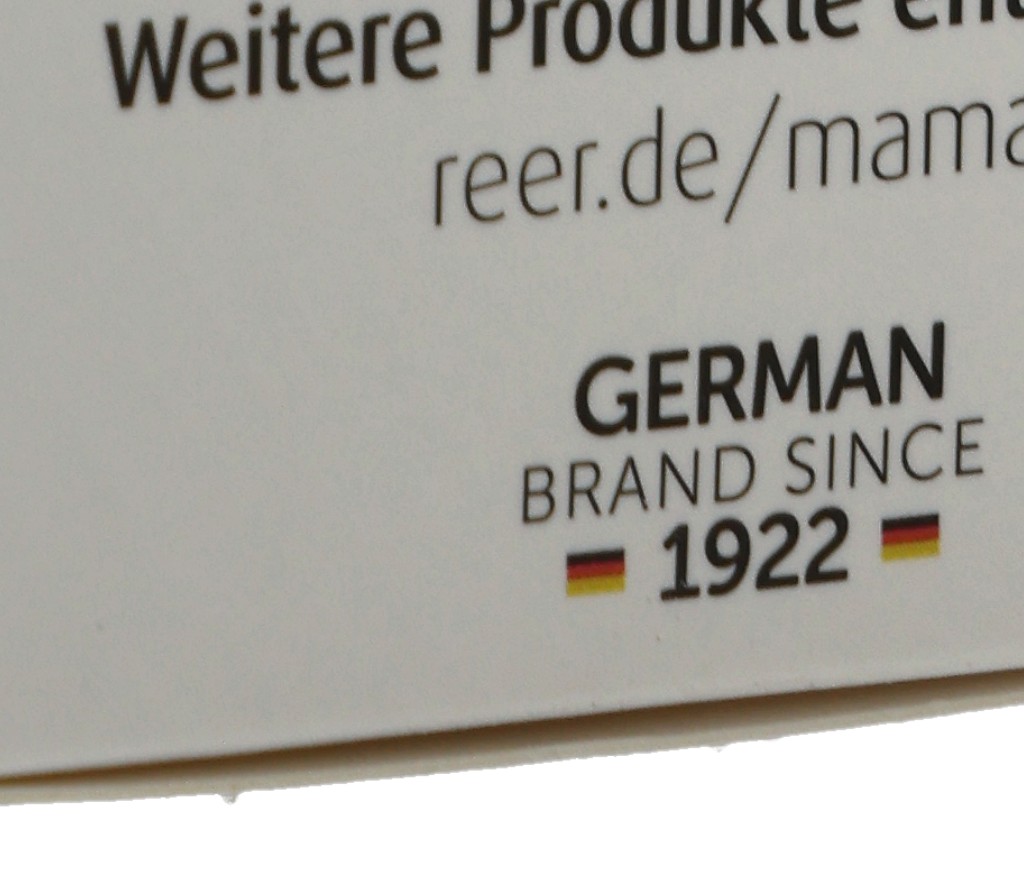 Weitere Produkte
reer.de/mama
GERMAN
BRAND SINCE
1922